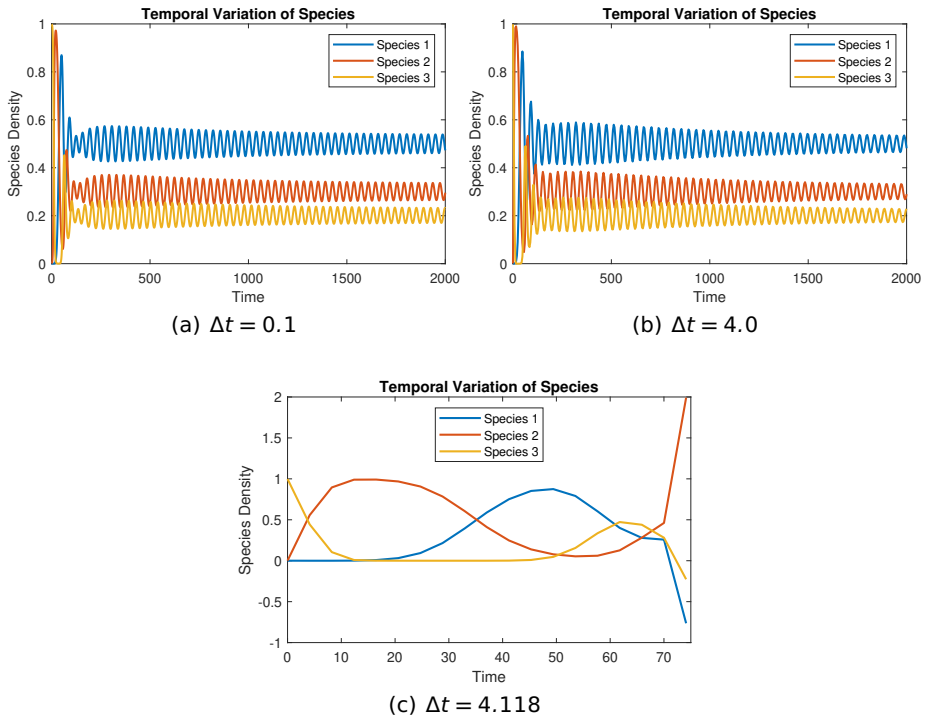 Temporal Variation of Species
Species Density
1
0.8
0.6
0.4
0.2
0
Species 1
Species 2
Species 3
0 500 1000 1500 2000
Time
(a) Δt = 0.1
Temporal Variation of Species
Species Density
1
0.8
0.6
0.4
0.2
0
Species 1
Species 2
Species 3
0 500 1000 1500 2000
Time
(b) Δt = 4.0
Temporal Variation of Species
Species Density
2
1.5
1
0.5
0
-0.5
-1
Species 1
Species 2
Species 3
0 10 20 30 40 50 60 70
Time
(c) Δt = 4.118